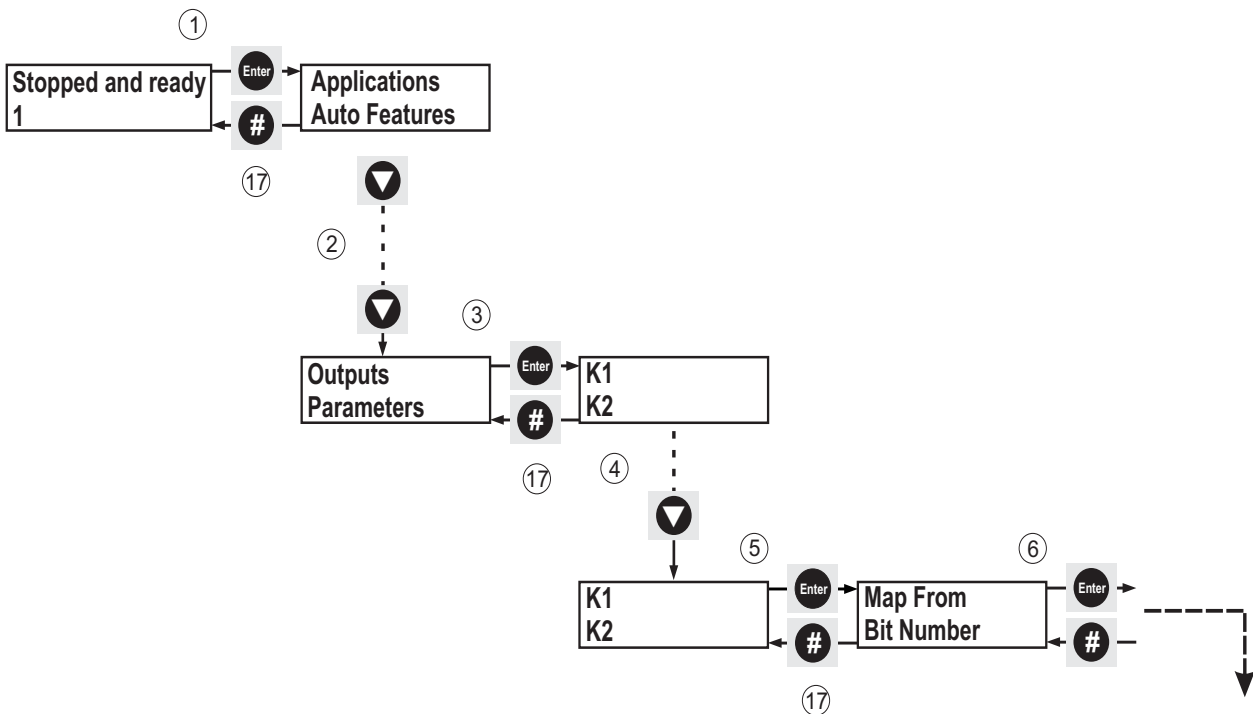 1
Stopped and ready
1
Enter
#
Applications
Auto Features
17
2
3
Outputs
Parameters
Enter
#
K1
K2
17
4
5
6
K1
K2
Enter
#
Map From
Bit Number
Enter
#
17